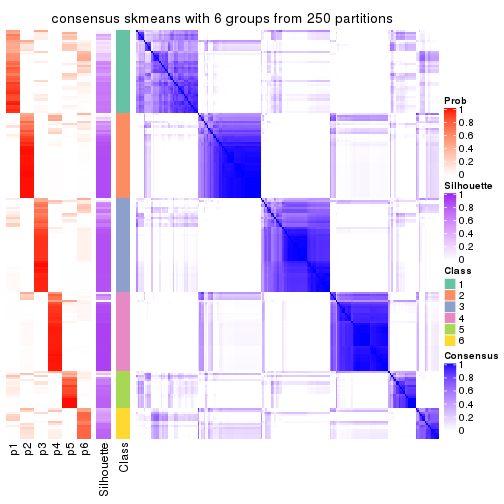 consensus skmeans with 6 groups from 250 partitions
Prob
1
0.8
0.6
0.4
0.2
0
Silhouette
1
0.8
0.6
0.4
0.2
0
Class
1
2
3
4
5
6
Consensus
1
0.8
0.6
0.4
0.2
0
p1
p2
p3
p4
p5
p6
Silhouette
Class